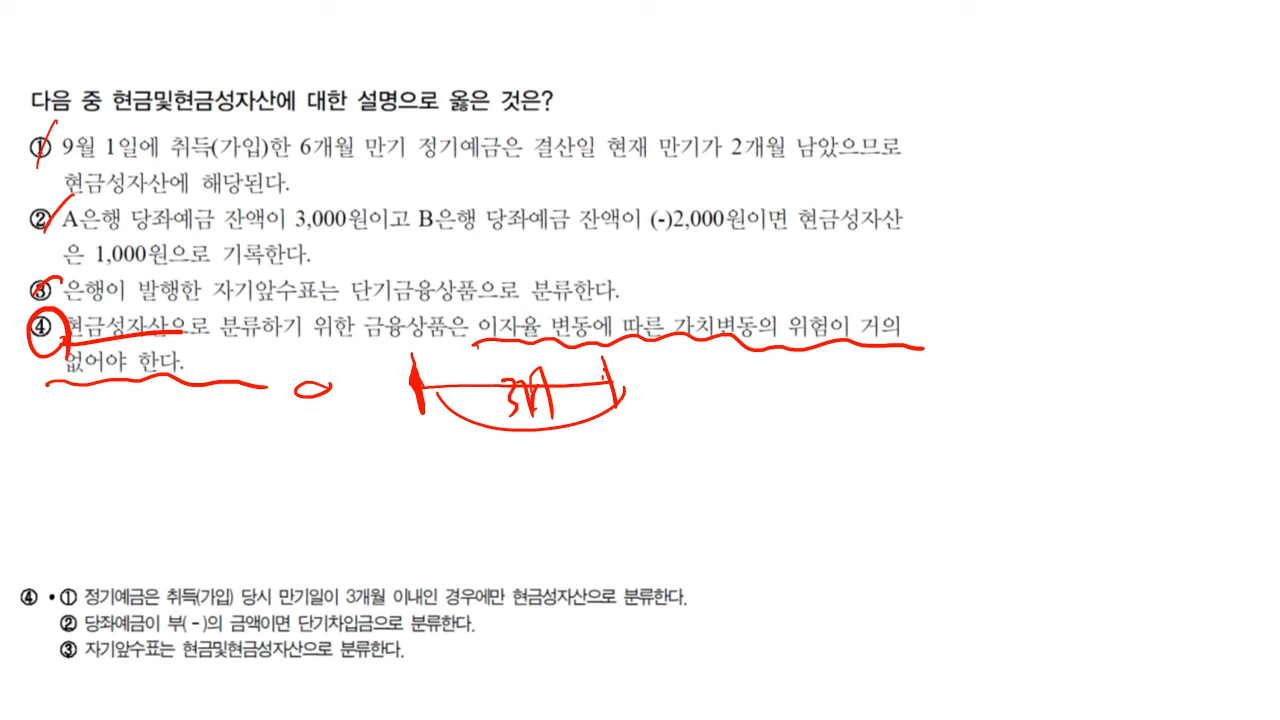 다음 중 현금및현금성자산에 대한 설명으로 옳은 것은?
① 9월 1일에 취득(가입)한 6개월 만기 정기예금은 결산일 현재 만기가 2개월 남았으므로
현금성자산에 해당된다.
② A은행 당좌예금 잔액이 3,000원이고 B은행 당좌예금 잔액이 (-)2,000원이면 현금성자산
은 1,000원으로 기록한다.
③ 은행이 발행한 자기앞수표는 단기금융상품으로 분류한다.
④ 현금성자산으로 분류하기 위한 금융상품은 이자율 변동에 따른 가치변동의 위험이 거의
없어야 한다.
3개
④ • ① 정기예금은 취득(가입) 당시 만기일이 3개월 이내인 경우에만 현금성자산으로 분류한다.
② 당좌예금이 부(-)의 금액이면 단기차입금으로 분류한다.
③ 자기앞수표는 현금및현금성자산으로 분류한다.